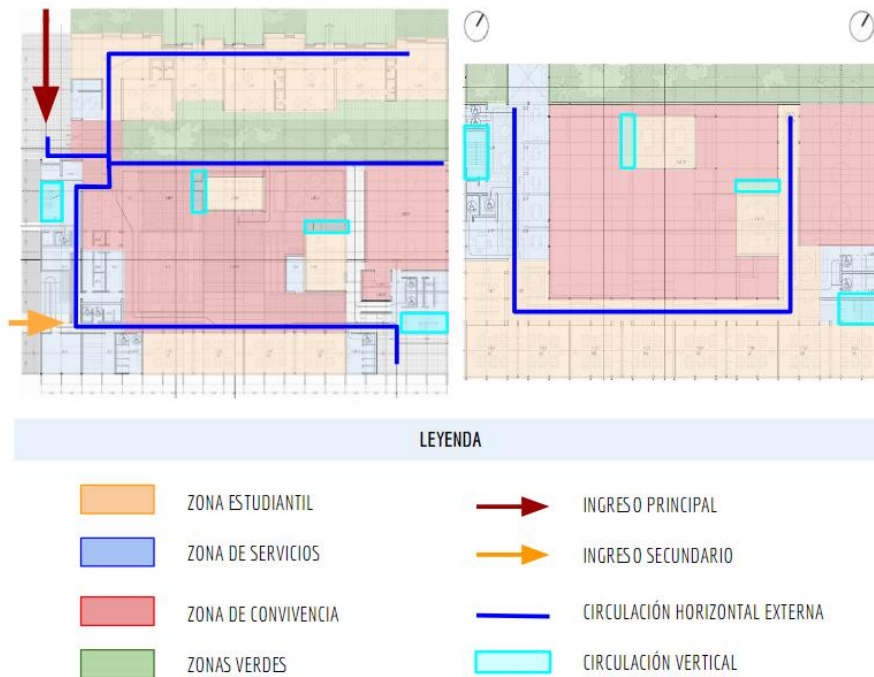 LEYENDA
ZONA ESTUDIANTIL
INGRESO PRINCIPAL
ZONA DE SERVICIOS
INGRESO SECUNDARIO
ZONA DE CONVIVENCIA
CIRCULACIÓN HORIZONTAL EXTERNA
ZONAS VERDES
CIRCULACIÓN VERTICAL